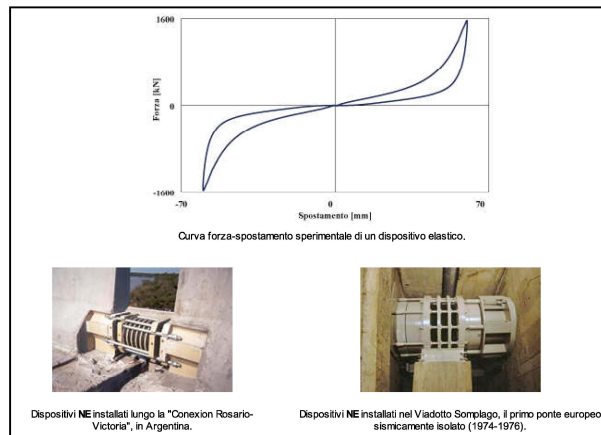 1600
Forza [kN]
0
-1600
-70
0
70
Spostamento [mm]
Curva forza-spostamento sperimentale di un dispositivo elastico.
Dispositivi NE installati lungo la "Conexion Rosario-
Victoria", in Argentina.
Dispositivi NE installati nel Viadotto Somplago, il primo ponte europeo
sismicamente isolato (1974-1976).